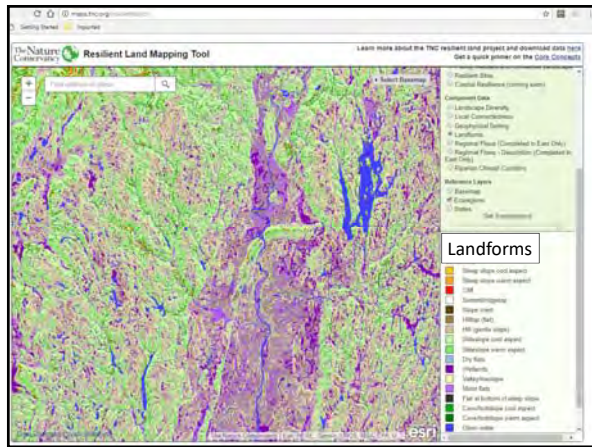 maps.tnc.org
Getting Started Imported
The Nature
Conservancy
Resilient Land Mapping Tool
Learn more about the TNC resilient land project and download data here
Get a quick primer on the Core Concepts
+
−
Find address or place
Select Basemap
Resilient Sites
Coastal Resilience (coming soon)
Component Data
Landscape Diversity
Local Connectedness
Geophysical Setting
Landforms
Regional Flows (Completed in
East Only)
Regional Flows - Description (Completed in
East Only)
Riparian Climate Corridors
Reference Layers
Basemap
Ecoregions
States
Set Transparency
Landforms
Steep slope cool aspect
Steep slope warm aspect
Cliff
Summit/ridgetop
Slope crest
Hilltop (flat)
Hill (gentle slope)
Sideslope cool aspect
Sideslope warm aspect
Dry flats
Wetlands
Valley/toeslope
Moist flats
Flat at bottom of steep slope
Cove/footslope cool aspect
Cove/footslope warm aspect
Open water
esri